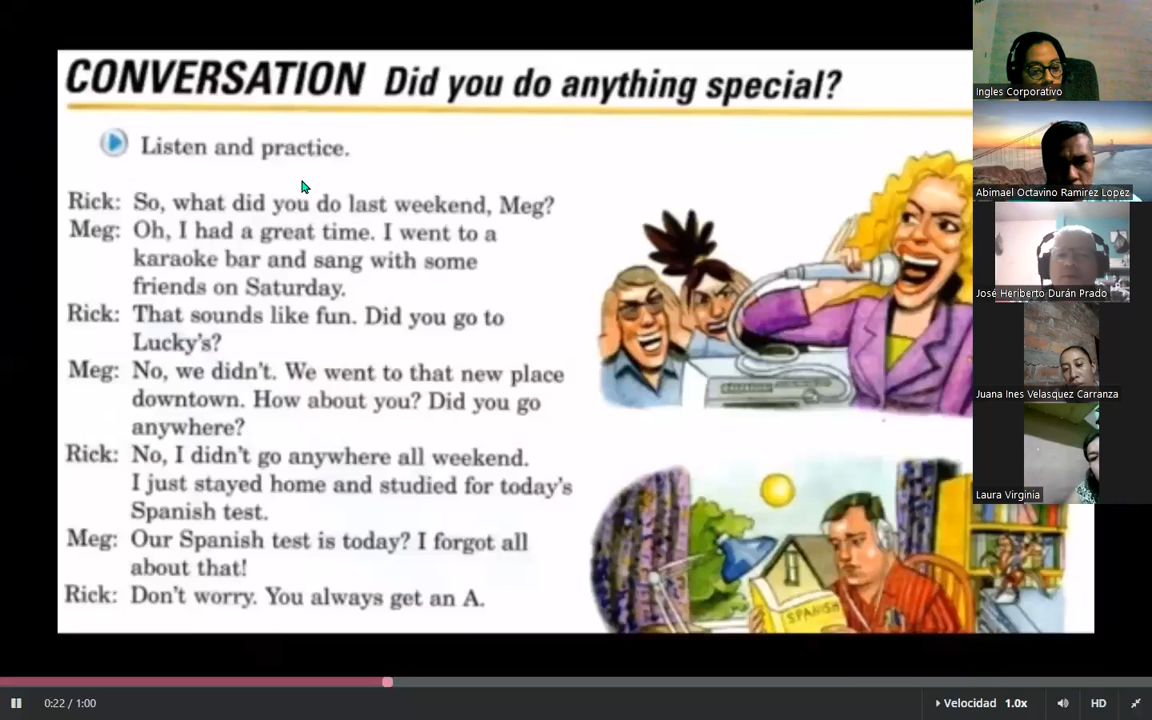 CONVERSATION Did you do anything special?
Listen and practice.
Rick: So, what did you do last weekend, Meg?
Meg: Oh, I had a great time. I went to a
karaoke bar and sang with some
friends on Saturday.
Rick: That sounds like fun. Did you go to
Lucky's?
Meg: No, we didn't. We went to that new place
downtown. How about you? Did you go
anywhere?
Rick: No, I didn't go anywhere all weekend.
I just stayed home and studied for today's
Spanish test.
Meg: Our Spanish test is today? I forgot all
about that!
Rick: Don't worry. You always get an A.
SPANISH
Ingles Corporativo
Abimael Octavino Ramirez Lopez
José Heriberto Durán Prado
Juana Ines Velasquez Carranza
Laura Virginia
0:22 / 1:00
Velocidad 1.0x
HD